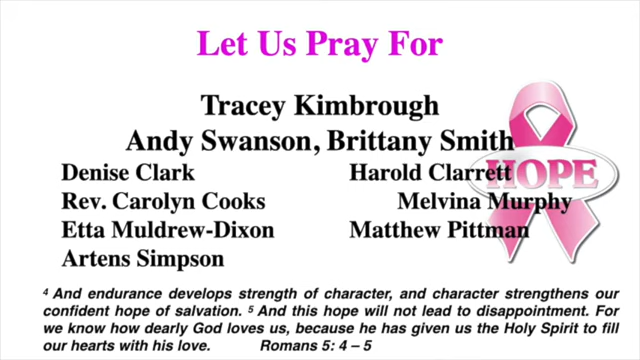 Let Us Pray For
Tracey Kimbrough
Andy Swanson, Brittany Smith
Denise Clark Harold Clarrett
HOPE
Rev. Carolyn Cooks Melvina Murphy
Etta Muldrew-Dixon Matthew Pittman
Artens Simpson
4 And endurance develops strength of character, and character strengthens our
confident hope of salvation. 5 And this hope will not lead to disappointment. For
we know how dearly God loves us, because he has given us the Holy Spirit to fill
our hearts with his love. Romans 5: 4 – 5